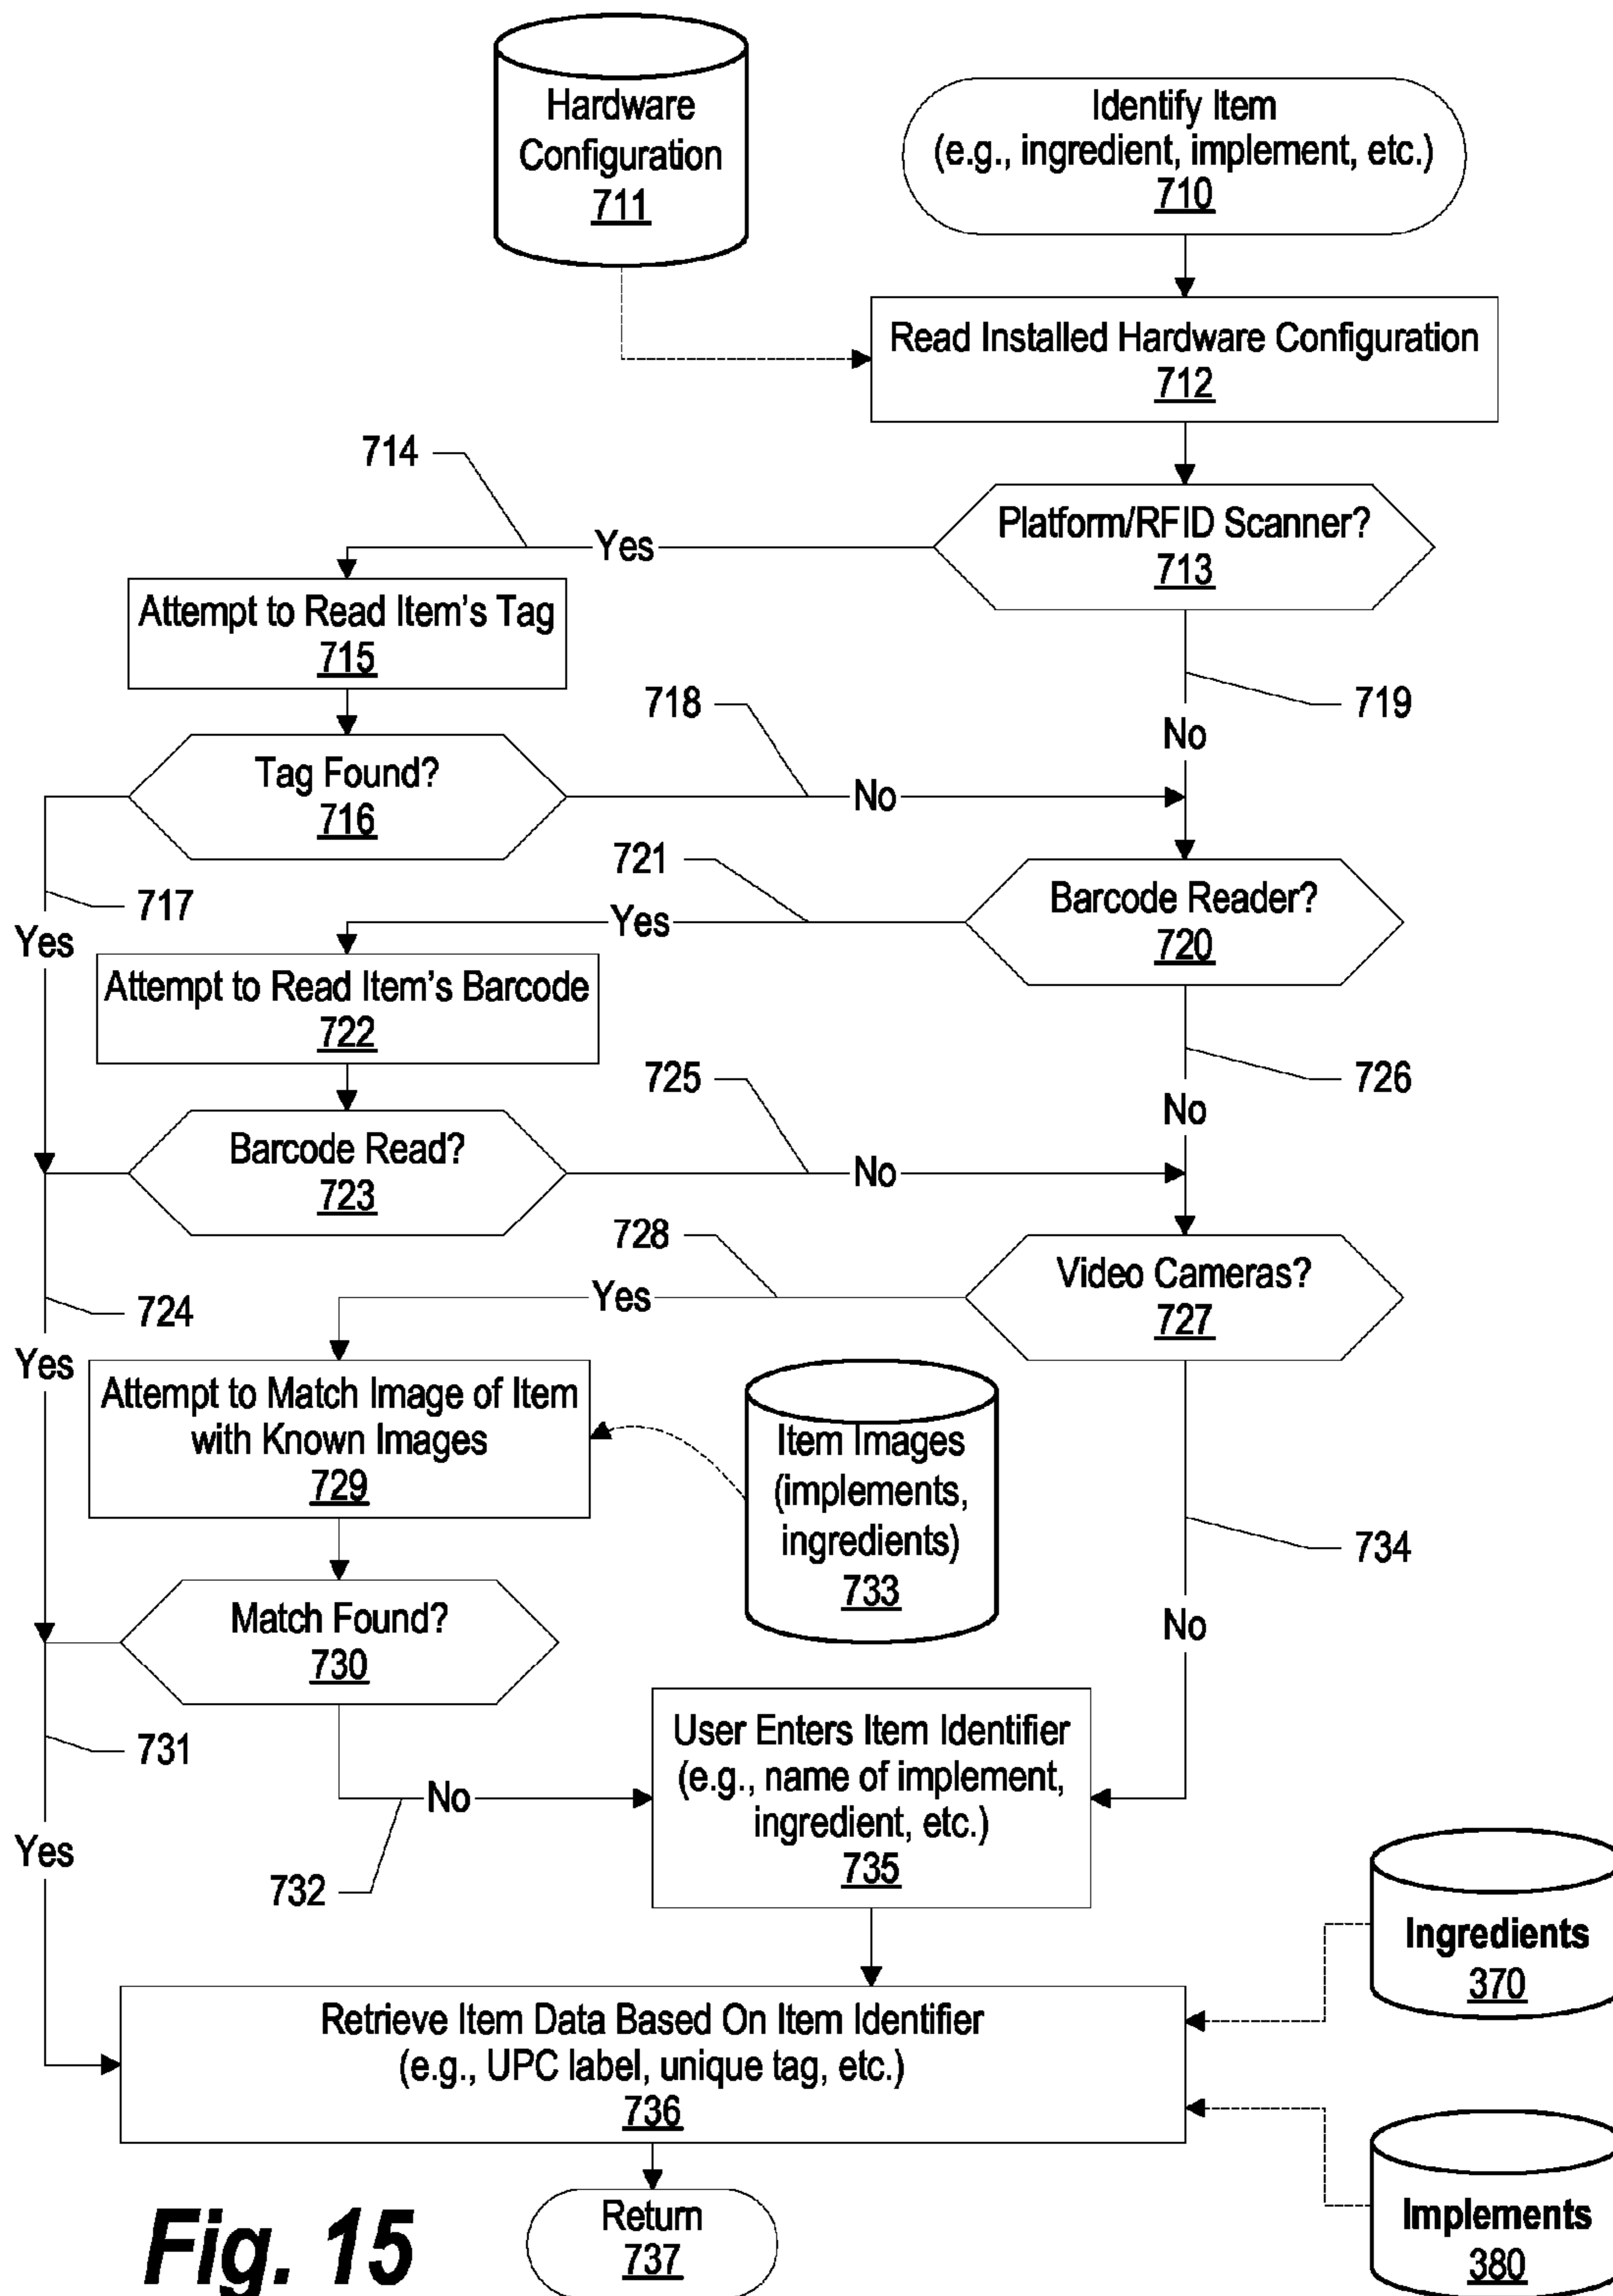 Hardware
Configuration
711
Identify Item
(e.g., ingredient, implement, etc.)
710
Read Installed Hardware Configuration
712
714
Yes
Platform/RFID Scanner?
713
Attempt to Read Item's Tag
715
718
719
No
Tag Found?
716
No
717
Yes
721
Yes
Barcode Reader?
720
Attempt to Read Item's Barcode
722
725
726
No
Barcode Read?
723
No
724
Yes
728
Yes
Video Cameras?
727
Attempt to Match Image of Item
with Known Images
729
Item Images
(implements,
ingredients)
733
734
No
Match Found?
730
731
Yes
732
No
User Enters Item Identifier
(e.g., name of implement,
ingredient, etc.)
735
Ingredients
370
Retrieve Item Data Based On Item Identifier
(e.g., UPC label, unique tag, etc.)
736
Implements
380
Return
737
Fig. 15